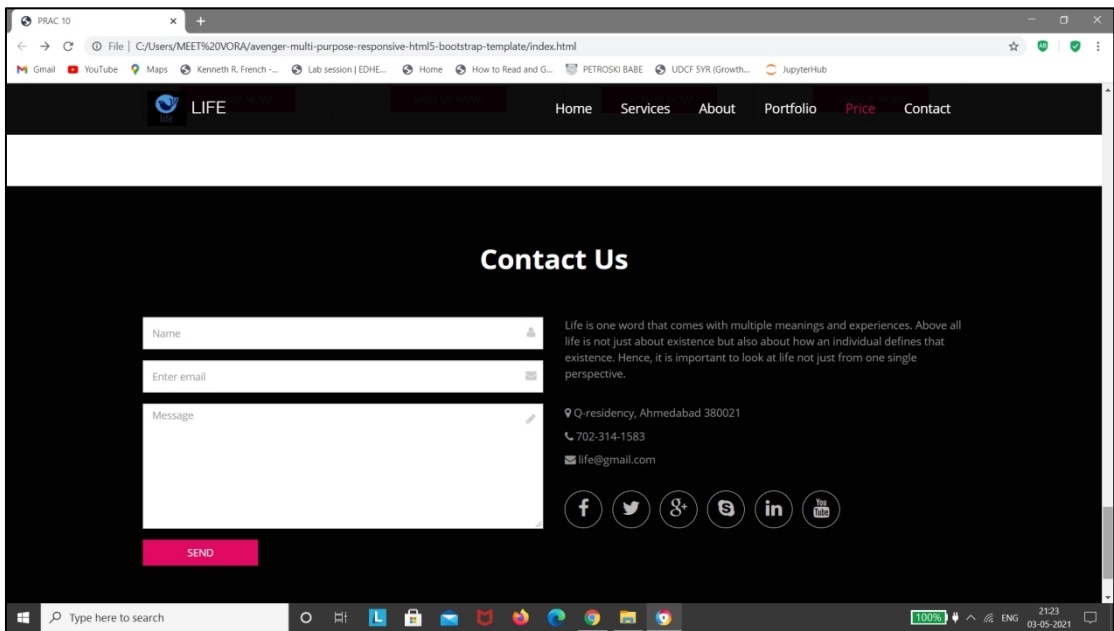 PRAC 10
File | C:/Users/MEET%20VORA/avenger-multi-purpose-responsive-html5-bootstrap-template/index.html
Gmail YouTube Maps Kenneth R. French -... Lab session | EDHE... Home How to Read and G... PETROSKI BABE UDCF 5YR (Growth... JupyterHub
life LIFE Home Services About Portfolio Price Contact
Contact Us
Name
Enter email
Message
SEND
Life is one word that comes with multiple meanings and experiences. Above all
life is not just about existence but also about how an individual defines that
existence. Hence, it is important to look at life not just from one single
perspective.
Q-residency, Ahmedabad 380021
702-314-1583
life@gmail.com
You Tube
Type here to search
100% ENG 21:23
03-05-2021